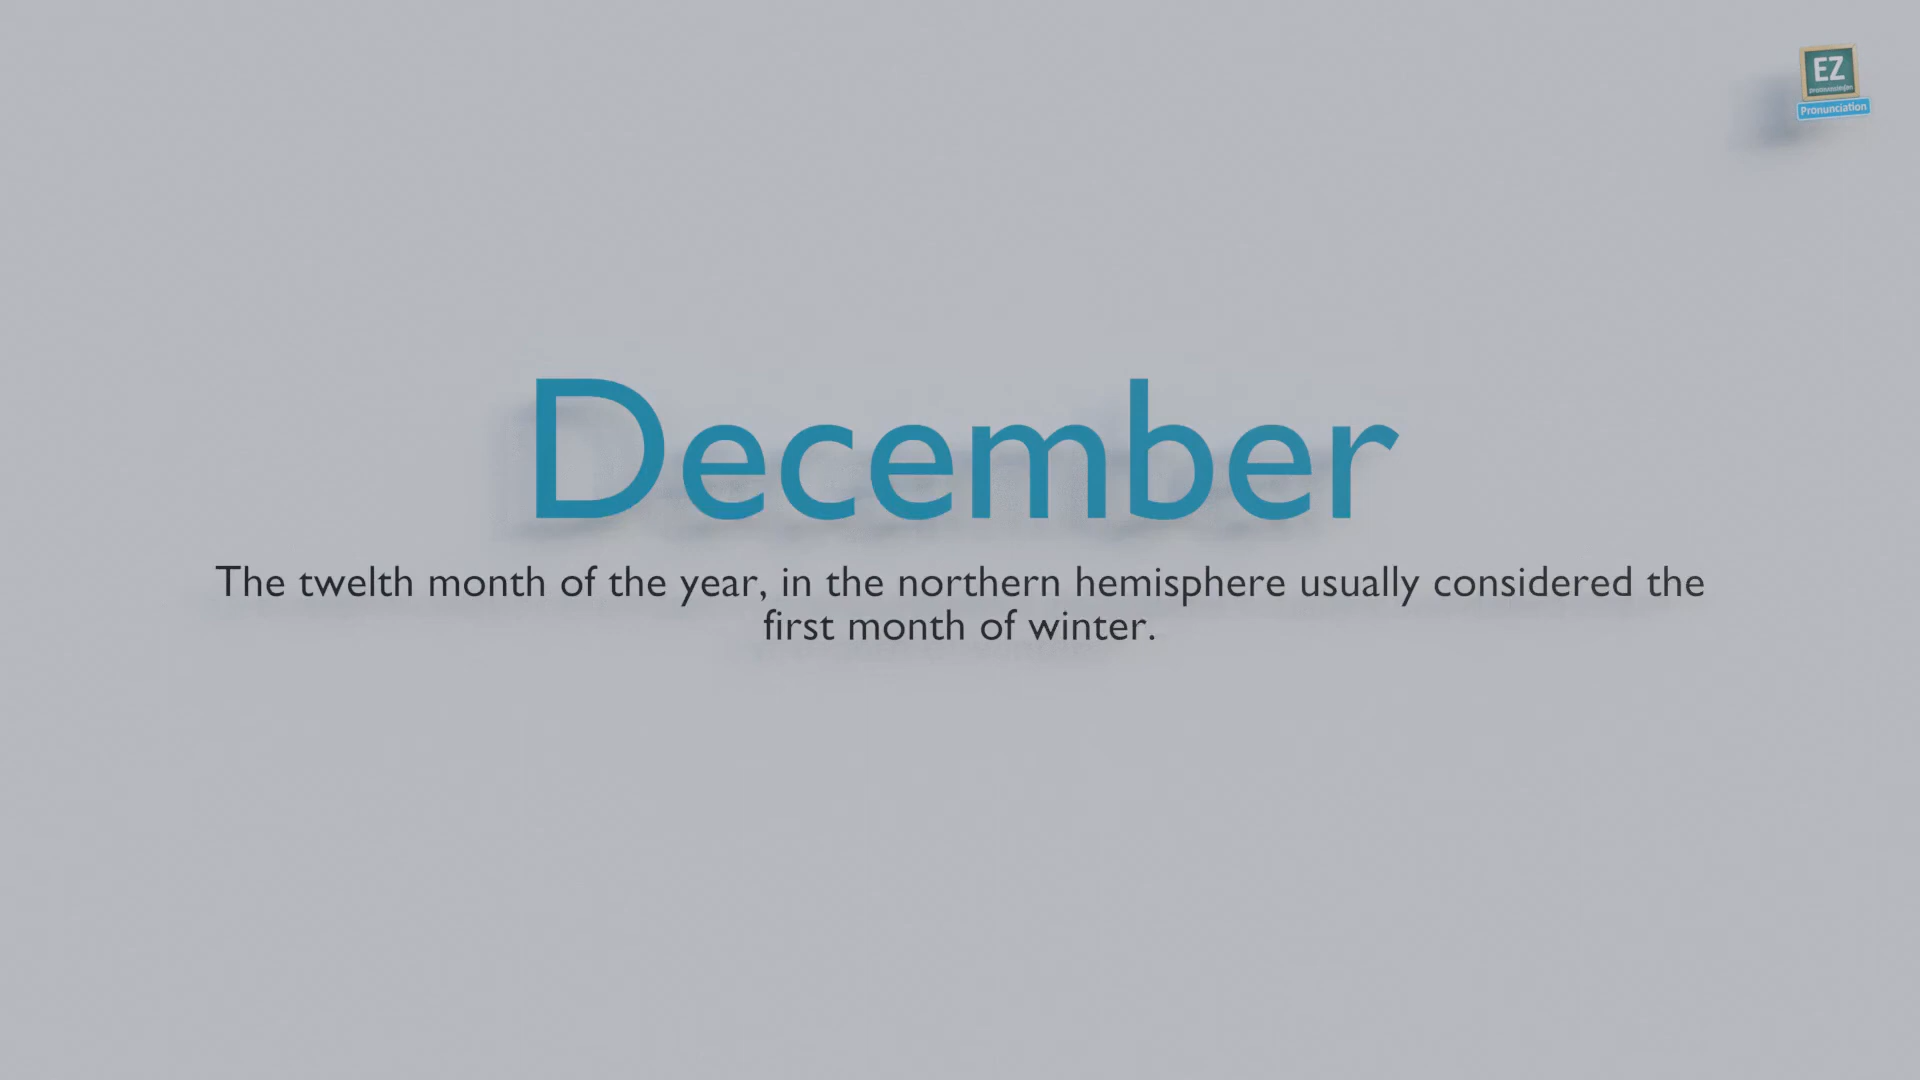 EZ
Pronunciation
December
The twelth month of the year, in the northern hemisphere usually considered the
first month of winter.